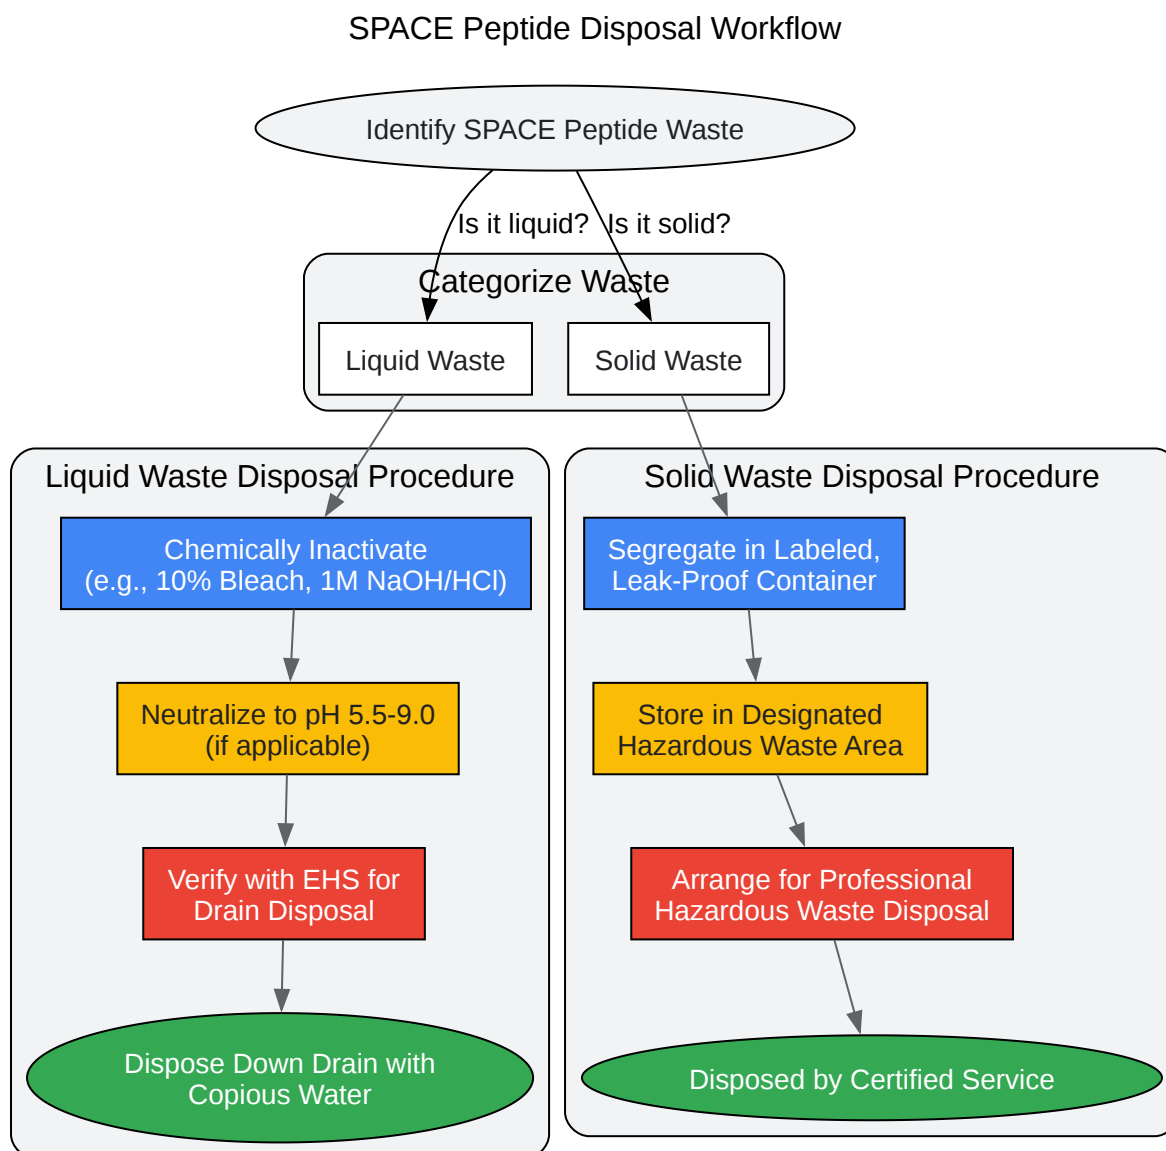 SPACE Peptide Disposal Workflow
Identify SPACE Peptide Waste
Is it liquid?
Is it solid?
Categorize Waste
Liquid Waste
Solid Waste
Liquid Waste Disposal Procedure
Chemically Inactivate
(e.g., 10% Bleach, 1M NaOH/HCl)
Neutralize to pH 5.5-9.0
(if applicable)
Verify with EHS for
Drain Disposal
Dispose Down Drain with
Copious Water
Solid Waste Disposal Procedure
Segregate in Labeled,
Leak-Proof Container
Store in Designated
Hazardous Waste Area
Arrange for Professional
Hazardous Waste Disposal
Disposed by Certified Service